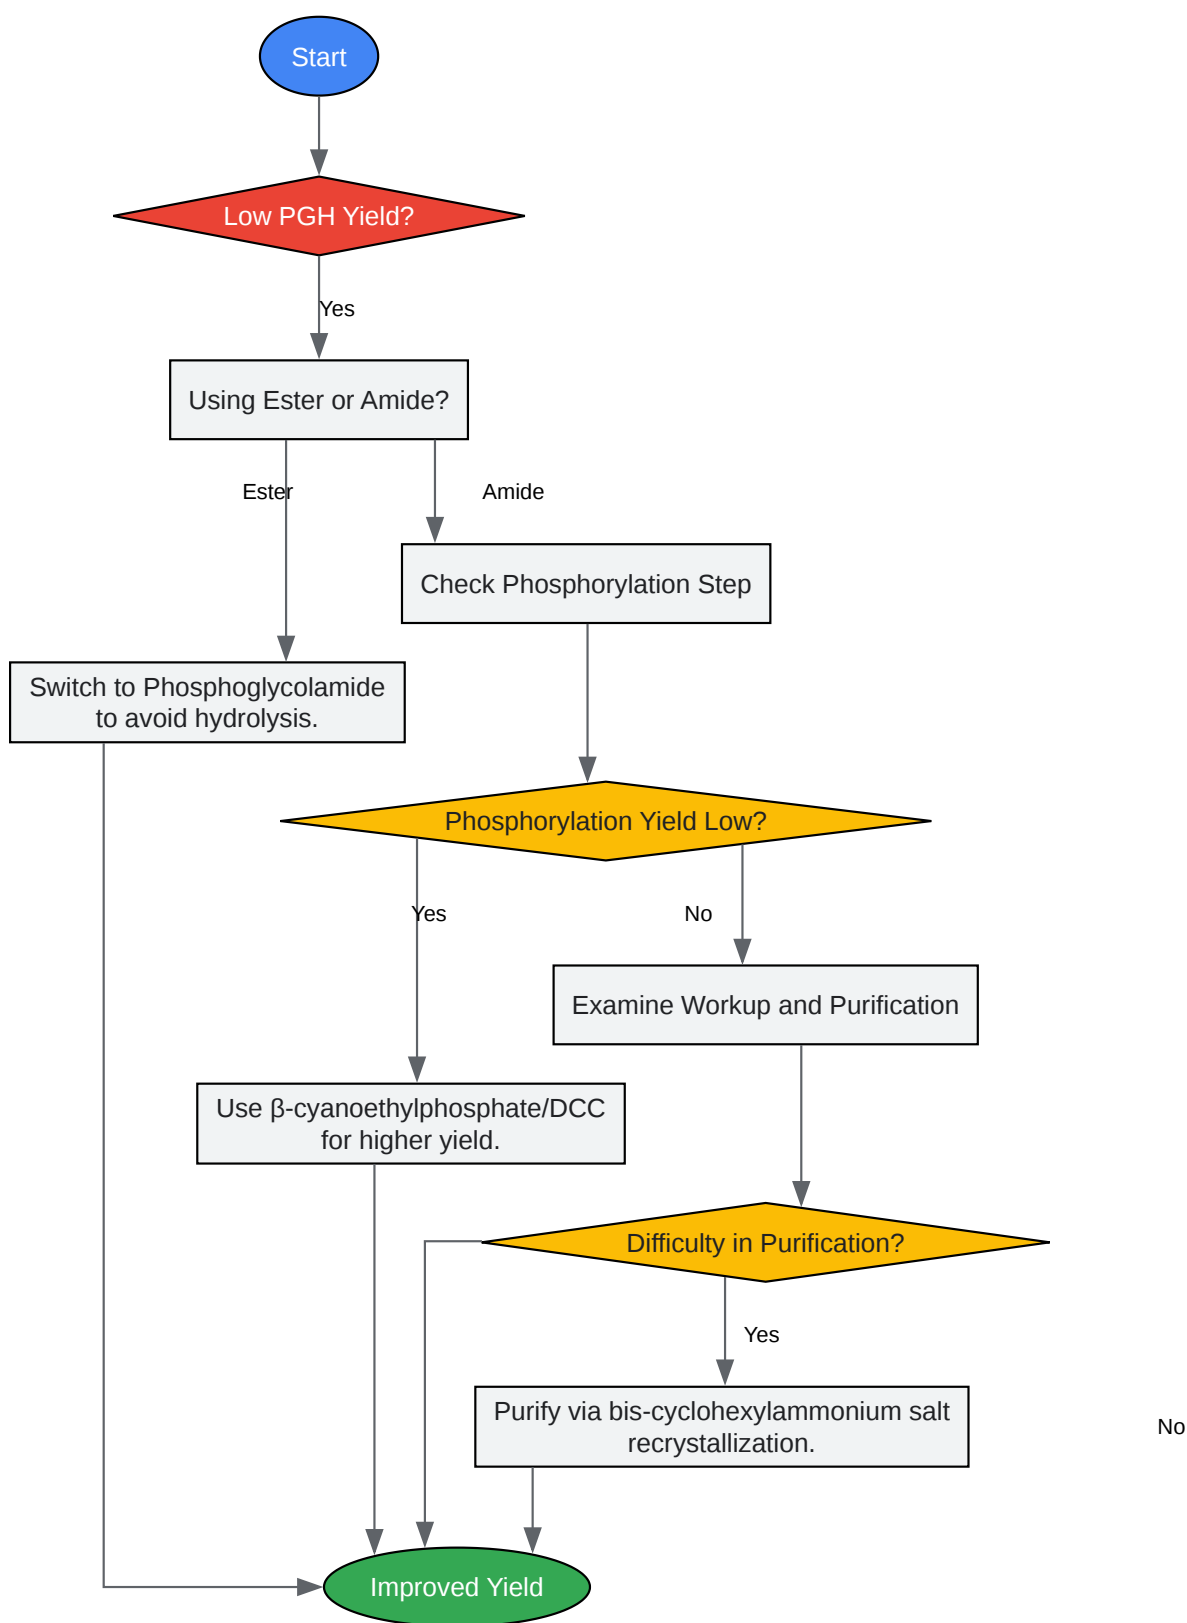 Start
Low PGH Yield?
Yes
Using Ester or Amide?
Ester
Amide
Check Phosphorylation Step
Switch to Phosphoglycolamide
to avoid hydrolysis.
Phosphorylation Yield Low?
Yes
No
Examine Workup and Purification
Use β-cyanoethylphosphate/DCC
for higher yield.
Difficulty in Purification?
Yes
Purify via bis-cyclohexylammonium salt
recrystallization.
No
Improved Yield